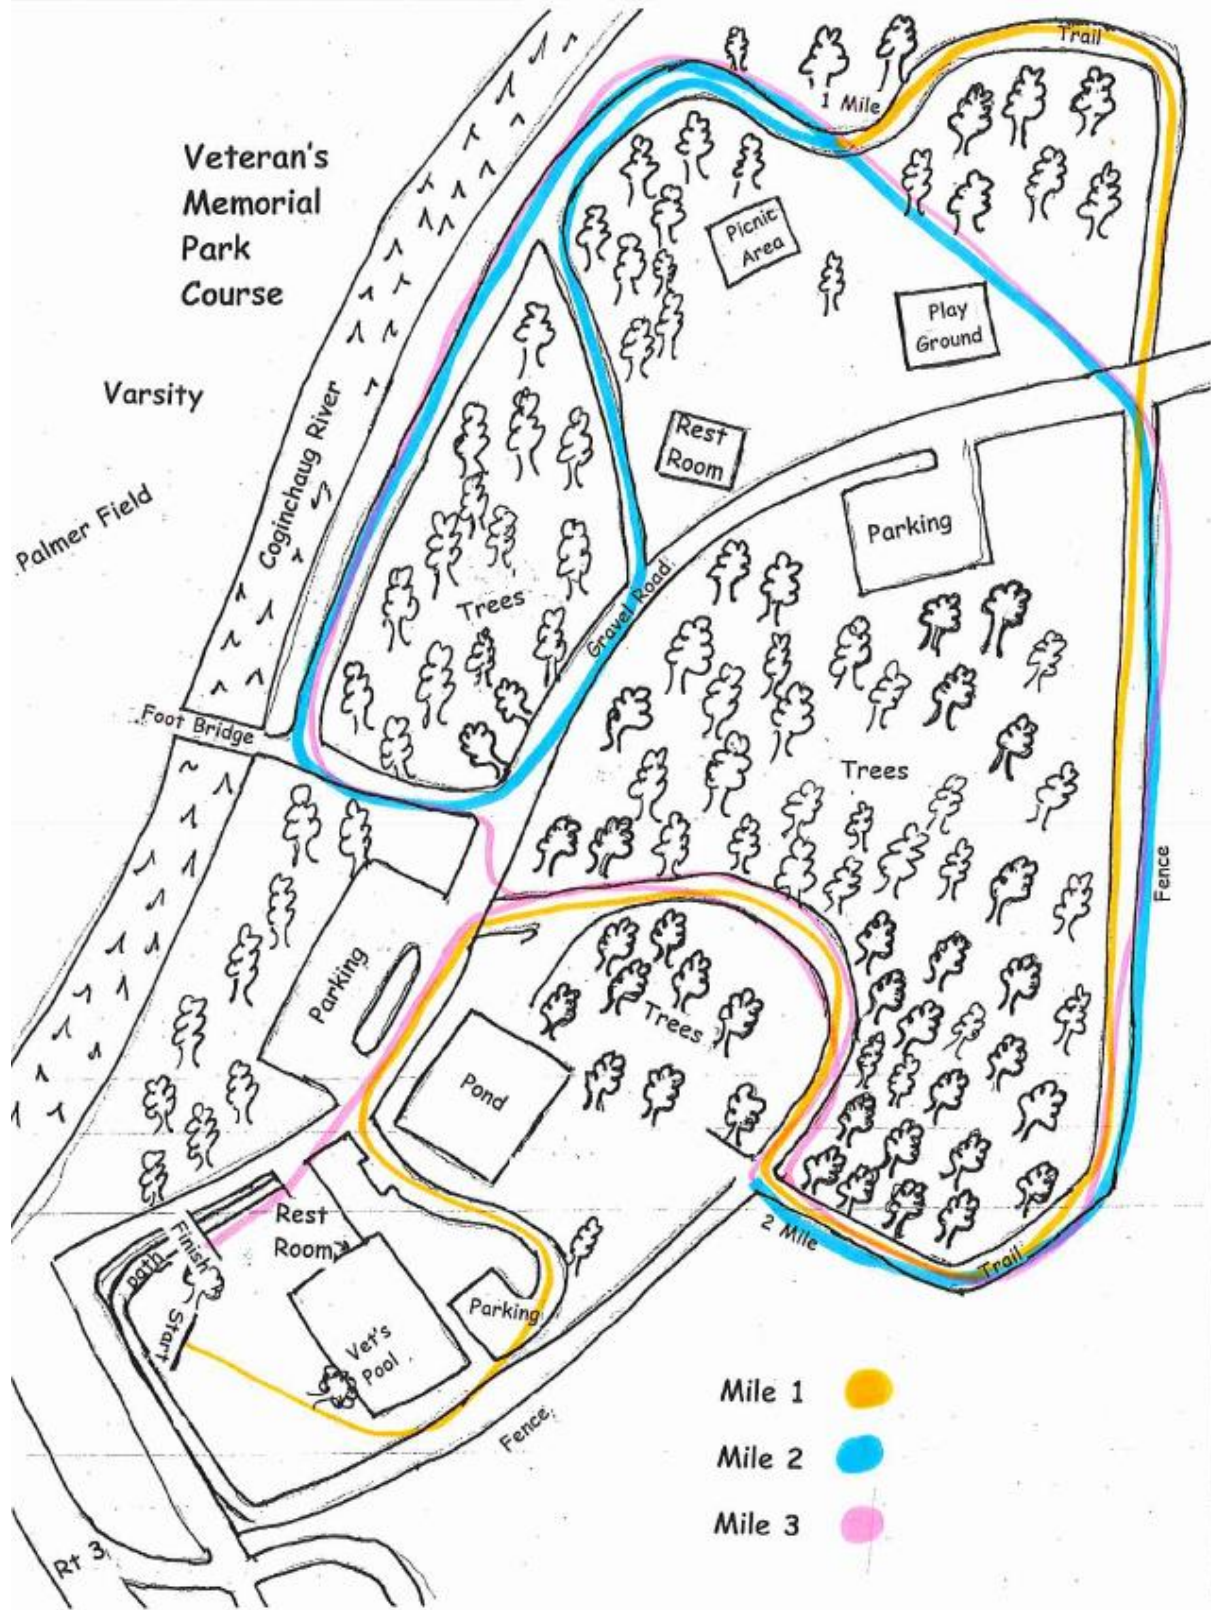 Veteran's
Memorial
Park
Course
Varsity
Palmer Field
Coginchaug River
Foot Bridge
Trail
1 Mile
Picnic
Area
Play
Ground
Rest
Room
Parking
Gravel Road
Trees
Trees
Fence
Parking
Trees
Pond
Rest
Room
Finish
path
Start
Vet's
Pool
Parking
2 Mile
Trail
Fence
Rt 3
Mile 1
Mile 2
Mile 3